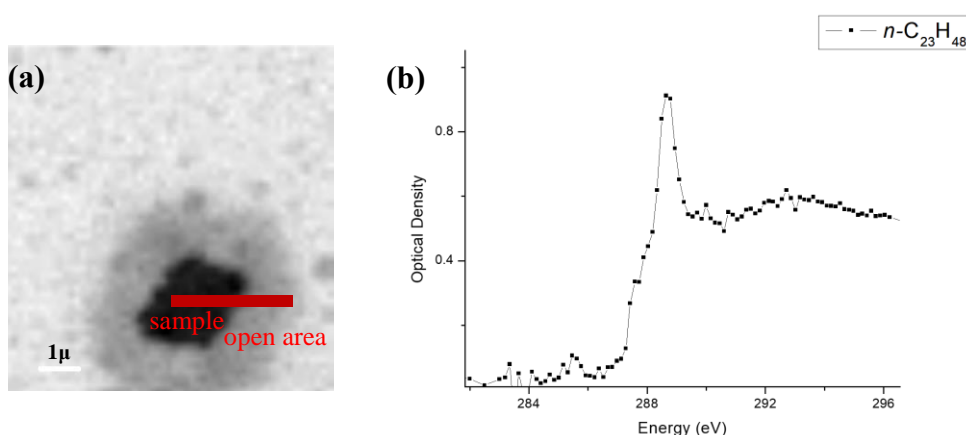 (a)
sample
open area
1μ
(b)
n-C₂₃H₄₈
0.8
0.4
Optical Density
284
288
292
296
Energy (eV)